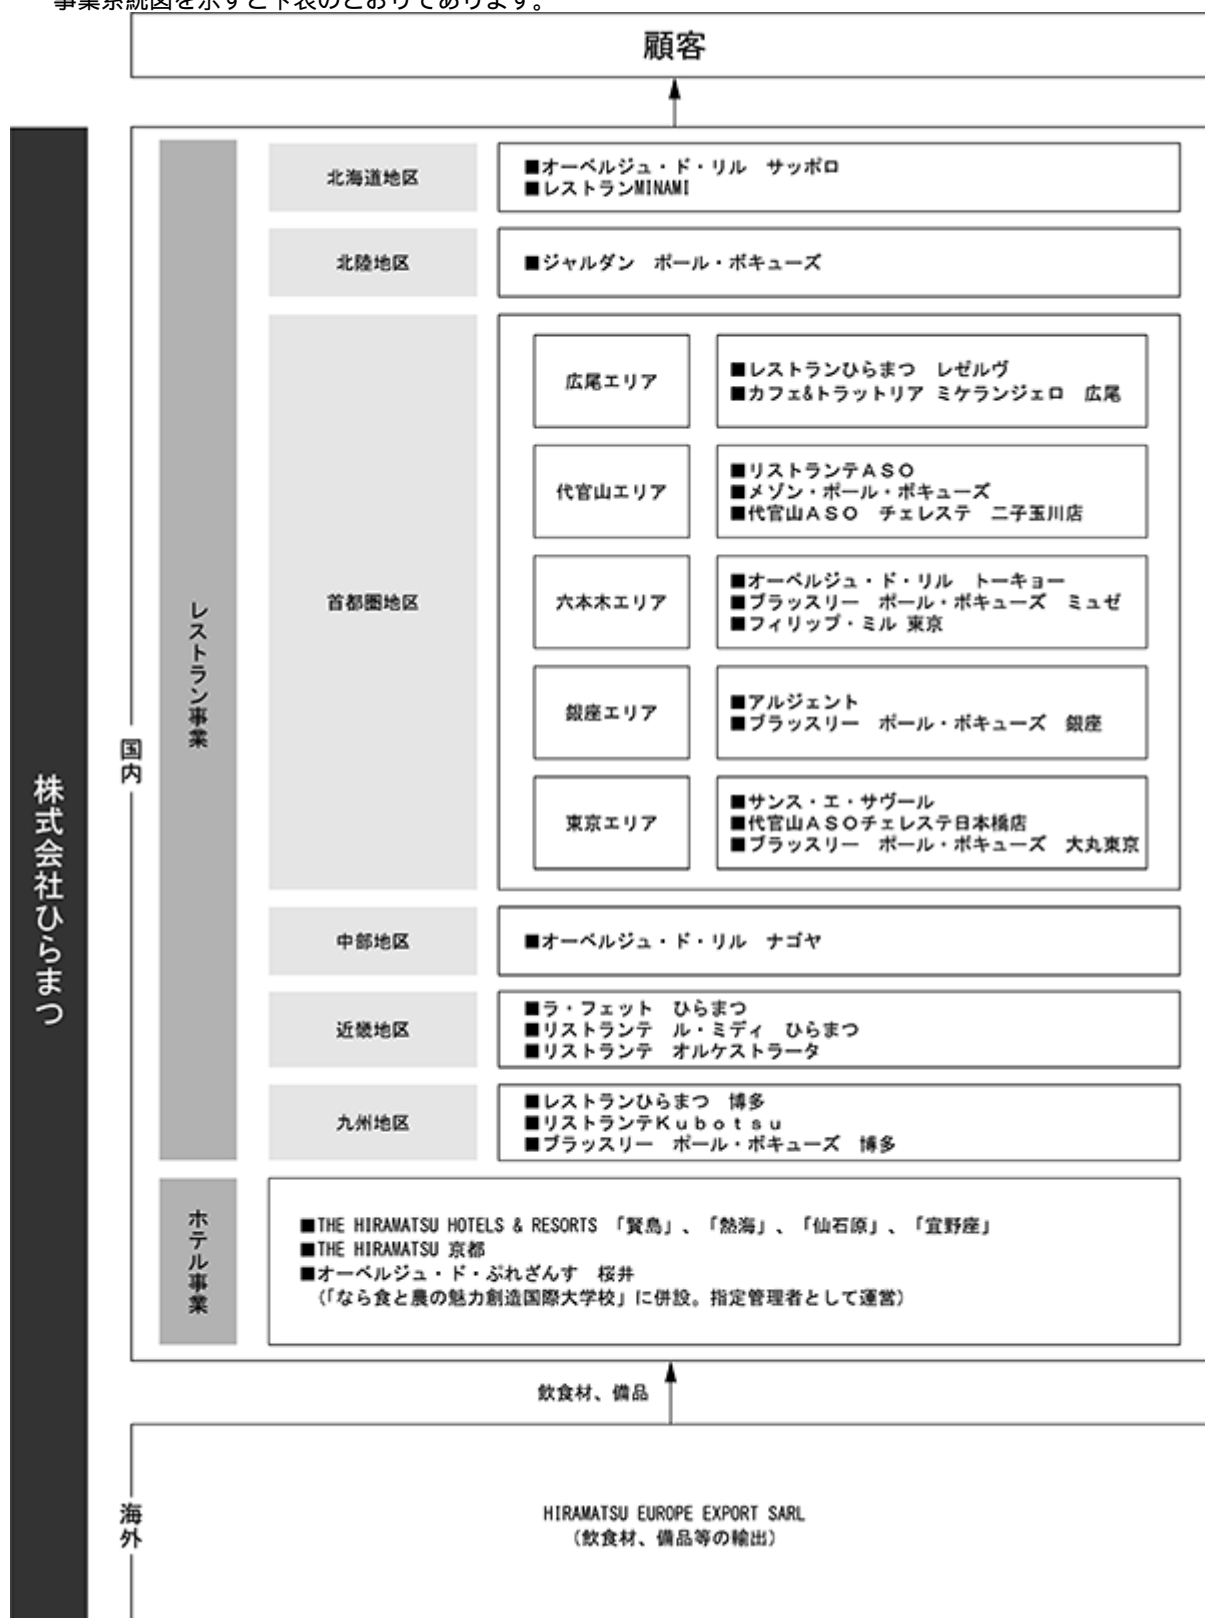 事業系統図を示すと下表のとおりであります。
顧客
株式会社ひらまつ
国内
レストラン事業
北海道地区
■オーベルジュ・ド・リル　サッポロ
■レストランMINAMI
北陸地区
■ジャルダン　ポール・ボキューズ
首都圏地区
広尾エリア
■レストランひらまつ　レゼルヴ
■カフェ&トラットリア ミケランジェロ　広尾
代官山エリア
■リストランテＡＳＯ
■メゾン・ポール・ボキューズ
■代官山ＡＳＯ　チェレステ　二子玉川店
六本木エリア
■オーベルジュ・ド・リル　トーキョー
■ブラッスリー　ポール・ボキューズ　ミュゼ
■フィリップ・ミル 東京
銀座エリア
■アルジェント
■ブラッスリー　ポール・ボキューズ　銀座
東京エリア
■サンス・エ・サヴール
■代官山ＡＳＯチェレステ日本橋店
■ブラッスリー　ポール・ボキューズ　大丸東京
中部地区
■オーベルジュ・ド・リル　ナゴヤ
近畿地区
■ラ・フェット　ひらまつ
■リストランテ　ル・ミディ　ひらまつ
■リストランテ　オルケストラータ
九州地区
■レストランひらまつ　博多
■リストランテＫｕｂｏｔｓｕ
■ブラッスリー　ポール・ボキューズ　博多
ホテル事業
■THE HIRAMATSU HOTELS & RESORTS 「賢島」、「熱海」、「仙石原」、「宜野座」
■THE HIRAMATSU 京都
■オーベルジュ・ド・ぷれざんす　桜井
（「なら食と農の魅力創造国際大学校」に併設。指定管理者として運営）
飲食材、備品
海外
HIRAMATSU EUROPE EXPORT SARL
（飲食材、備品等の輸出）